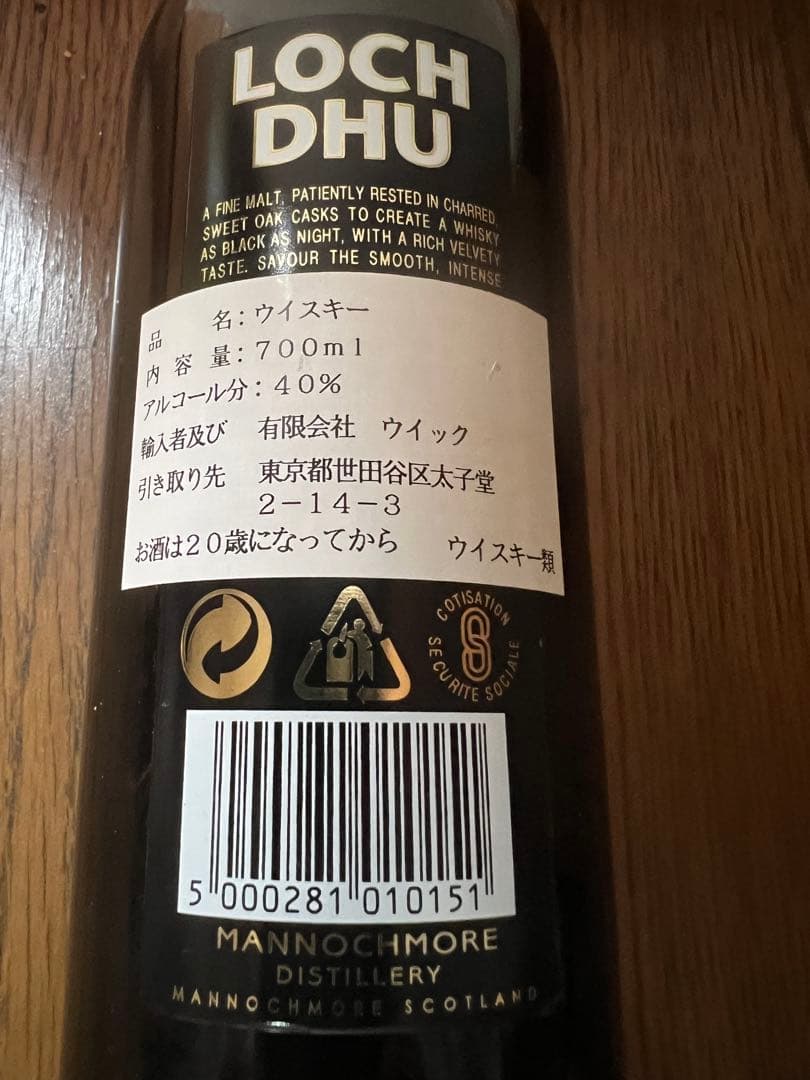 LOCH
DHU
A FINE MALT, PATIENTLY RESTED IN CHARRED,
SWEET OAK CASKS TO CREATE A WHISKY
AS BLACK AS NIGHT, WITH A RICH VELVETY
TASTE. SAVOUR THE SMOOTH, INTENSE
品　　名：ウイスキー
内 容 量：７００ｍｌ
アルコール分：４０％
輸入者及び　有限会社　ウイック
引き取り先　東京都世田谷区太子堂
２－１４－３
お酒は２０歳になってから　　ウイスキー類
COTISATION
SECURITE SOCIALE
5 000281 010151
MANNOCHMORE
DISTILLERY
MANNOCHMORE SCOTLAND